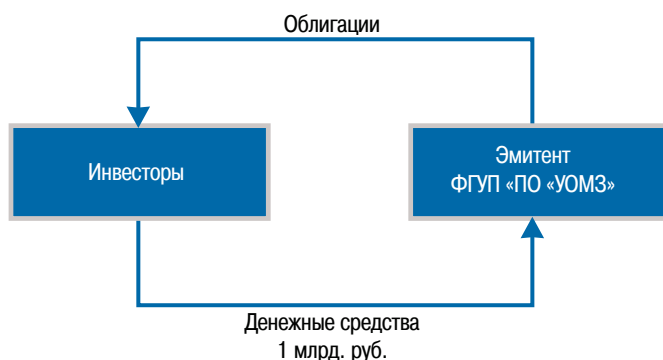 Облигации
Инвесторы
Эмитент
ФГУП «ПО «УОМЗ»
Денежные средства
1 млрд. руб.